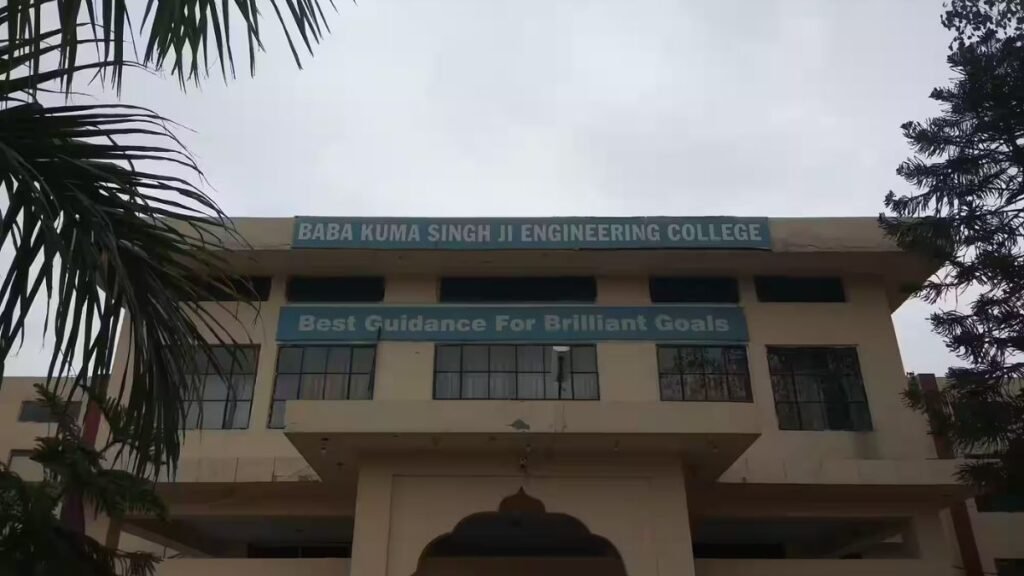 BABA KUMA SINGH JI ENGINEERING COLLEGE
Best Guidance For Brilliant Goals